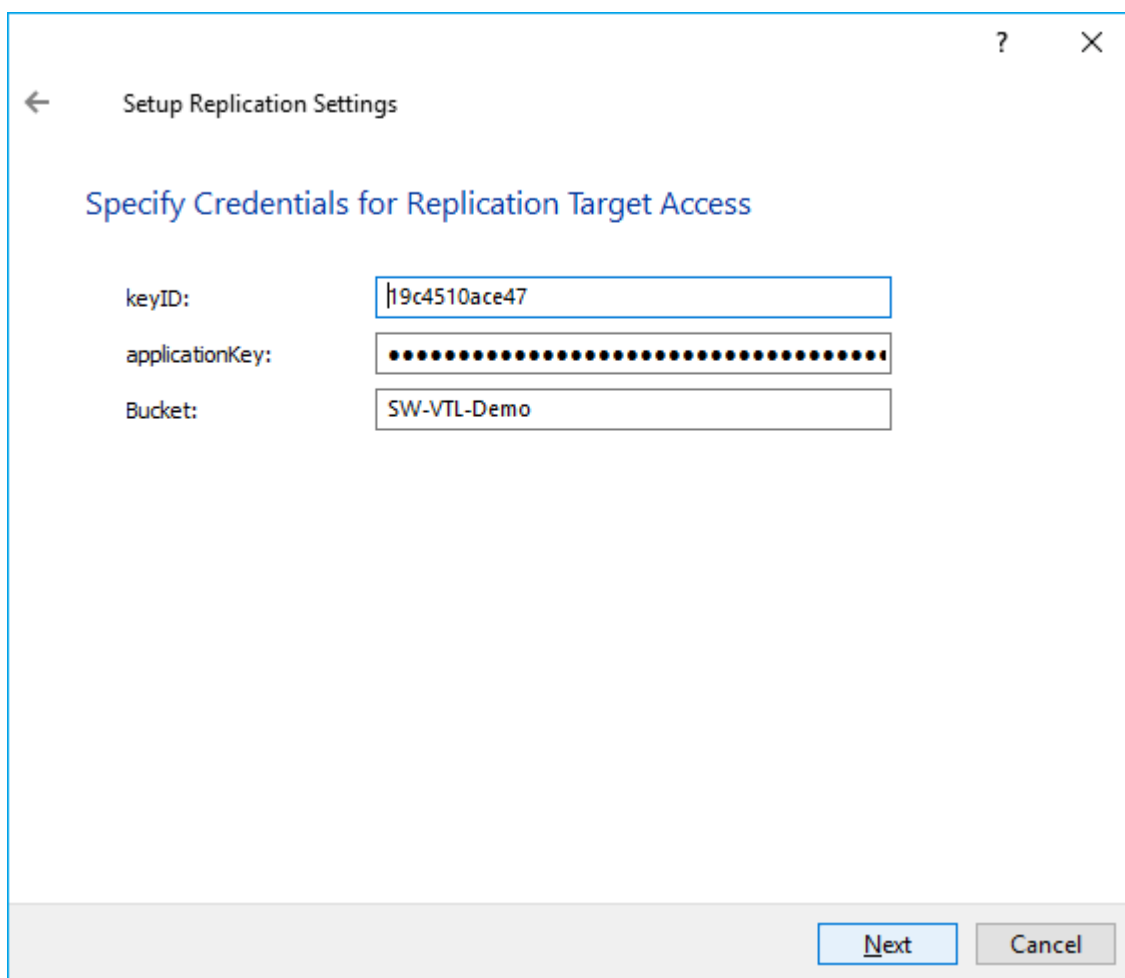 ?
Setup Replication Settings
Specify Credentials for Replication Target Access
keyID: 19c4510ace47
applicationKey: ••••••••••••••••••••••••••••••••••••
Bucket: SW-VTL-Demo
Next Cancel